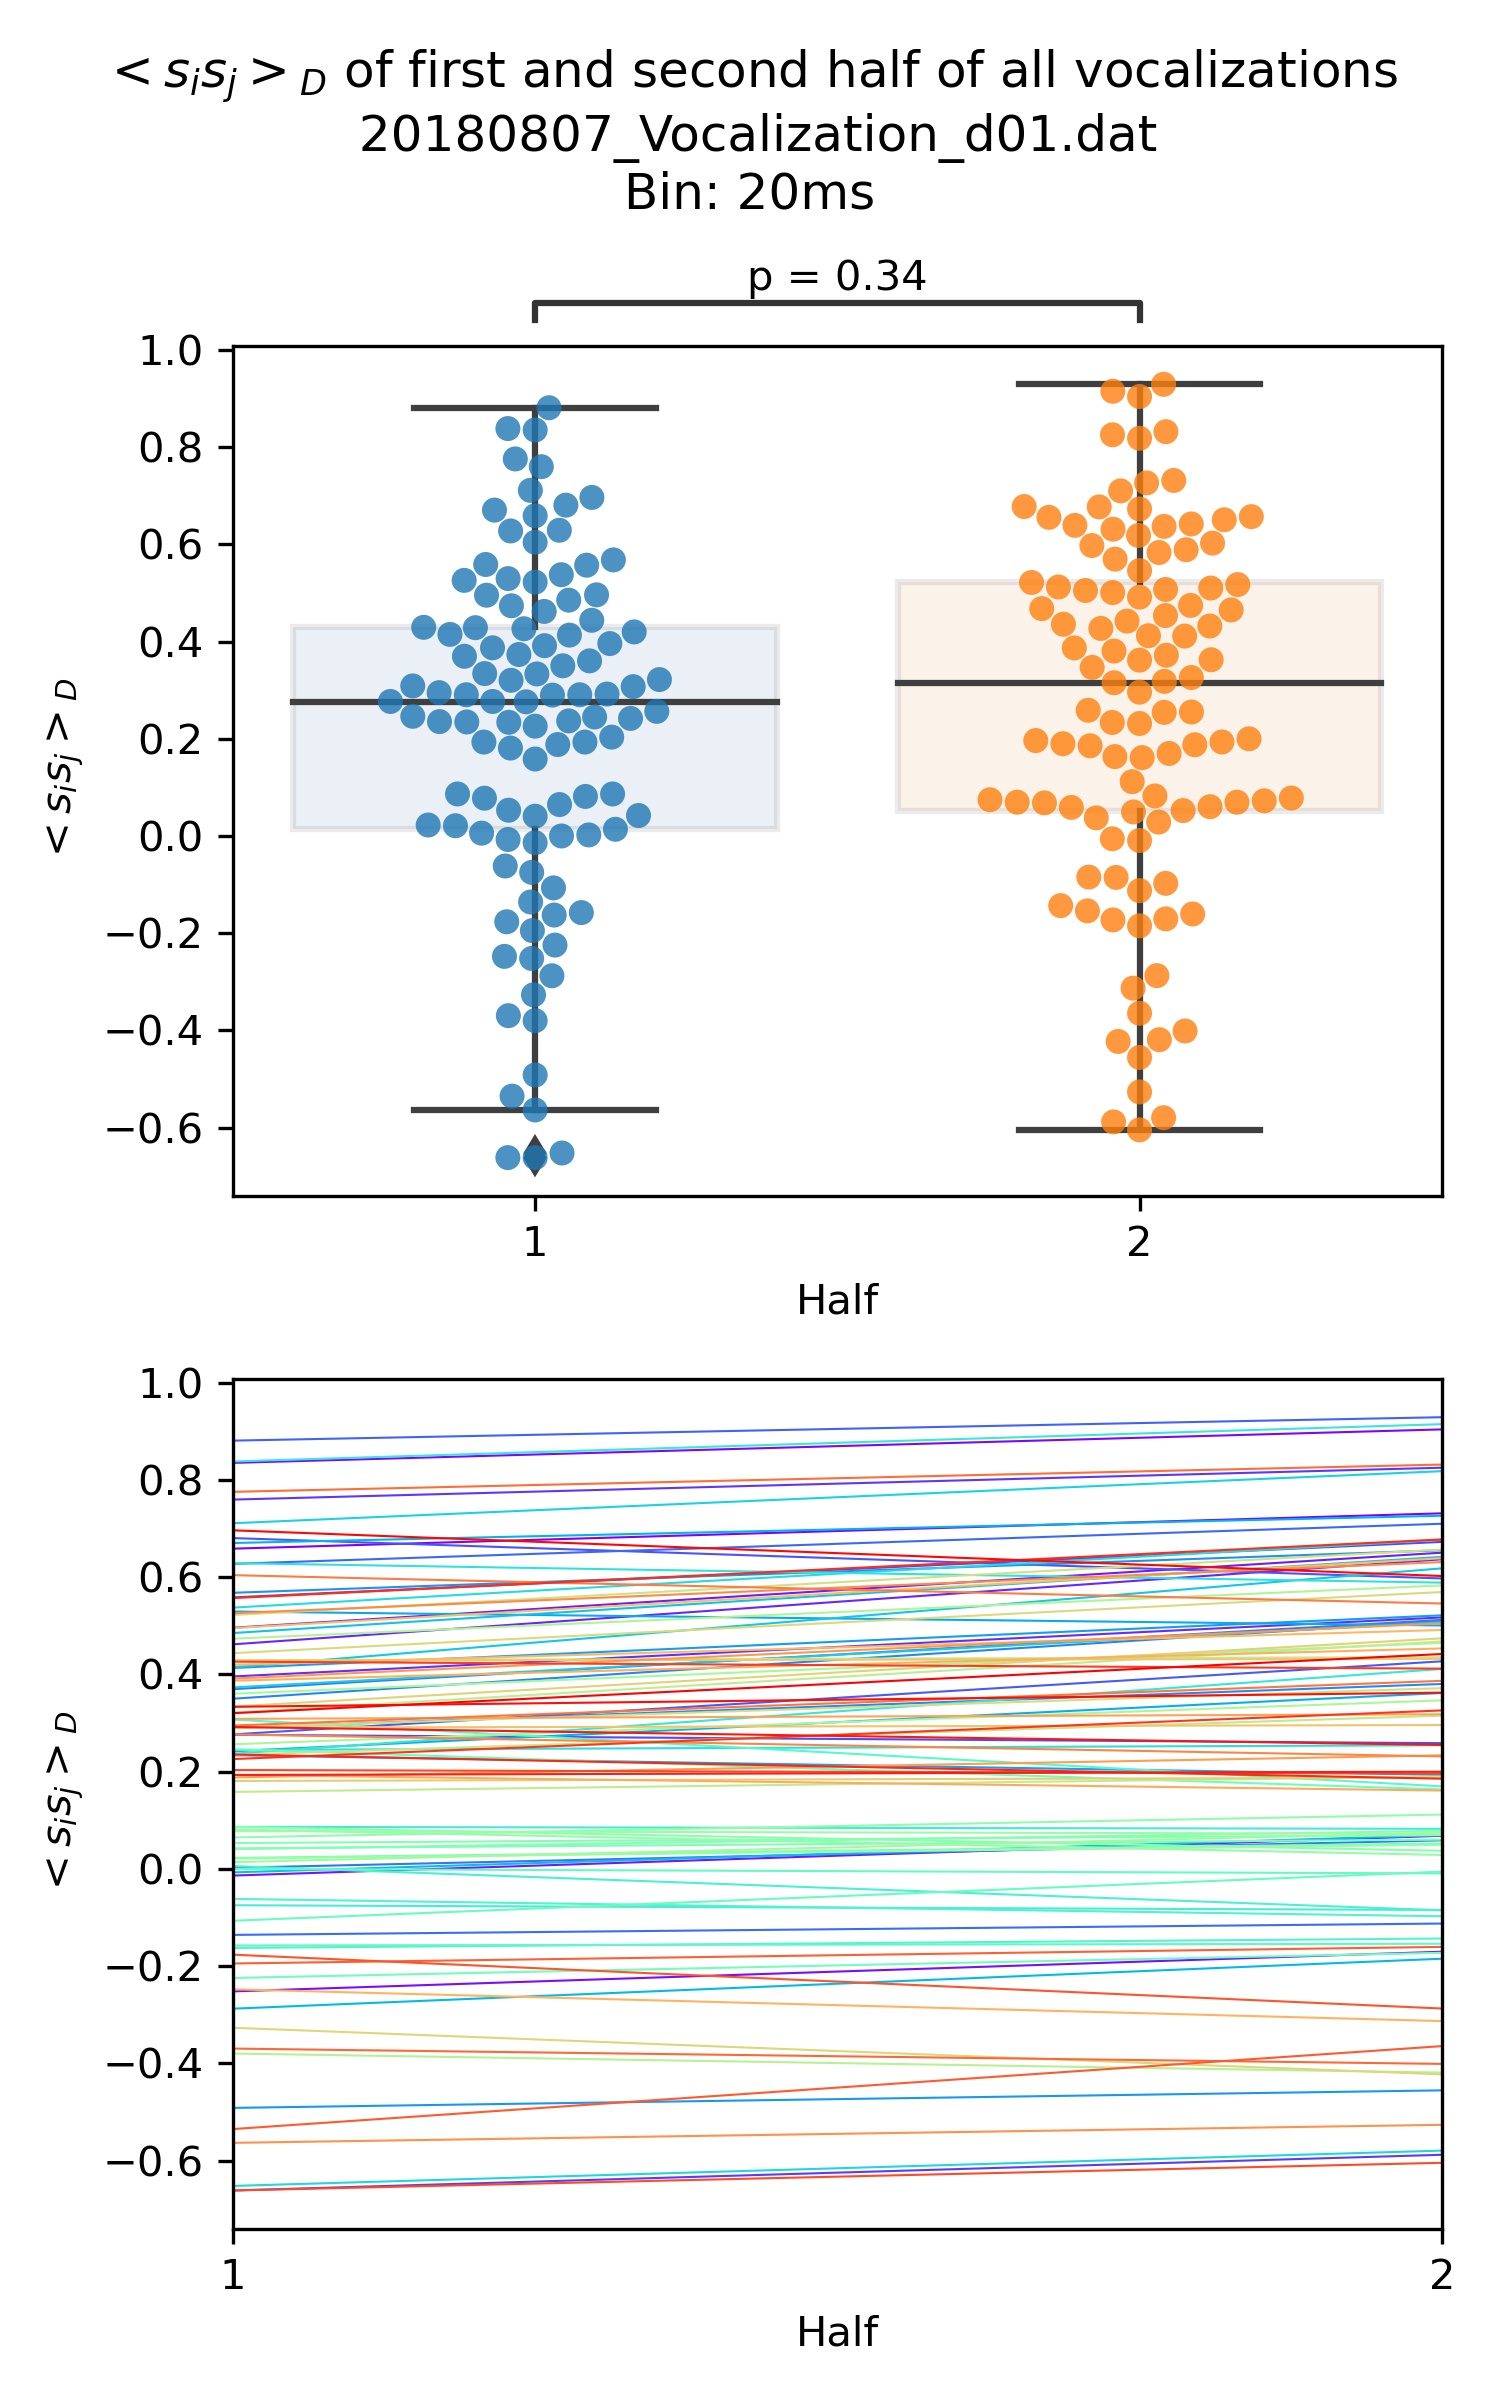 < s_i s_j >_D of first and second half of all vocalizations
20180807_Vocalization_d01.dat
Bin: 20ms
p = 0.34
1.0
0.8
0.6
0.4
0.2
0.0
−0.2
−0.4
−0.6
< s_i s_j >_D
1
2
Half
1.0
0.8
0.6
0.4
0.2
0.0
−0.2
−0.4
−0.6
< s_i s_j >_D
1
2
Half